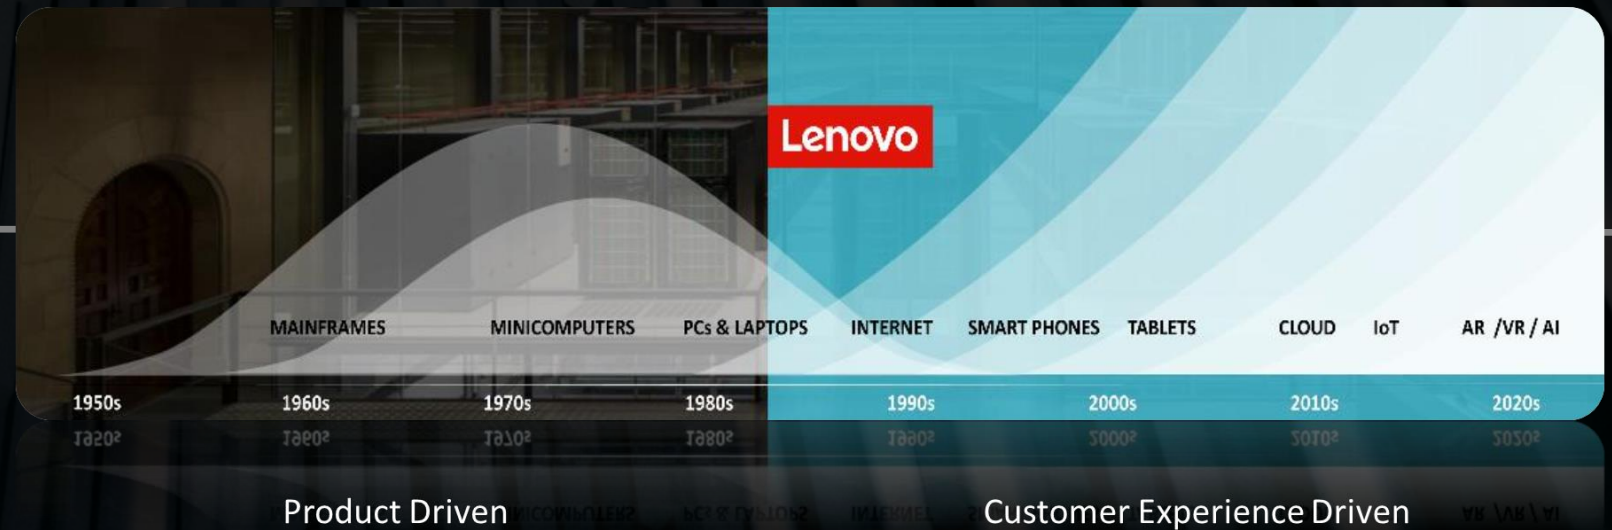 Lenovo
MAINFRAMES MINICOMPUTERS PCs & LAPTOPS INTERNET SMART PHONES TABLETS CLOUD IoT AR /VR / AI
1950s 1960s 1970s 1980s 1990s 2000s 2010s 2020s
Product Driven Customer Experience Driven